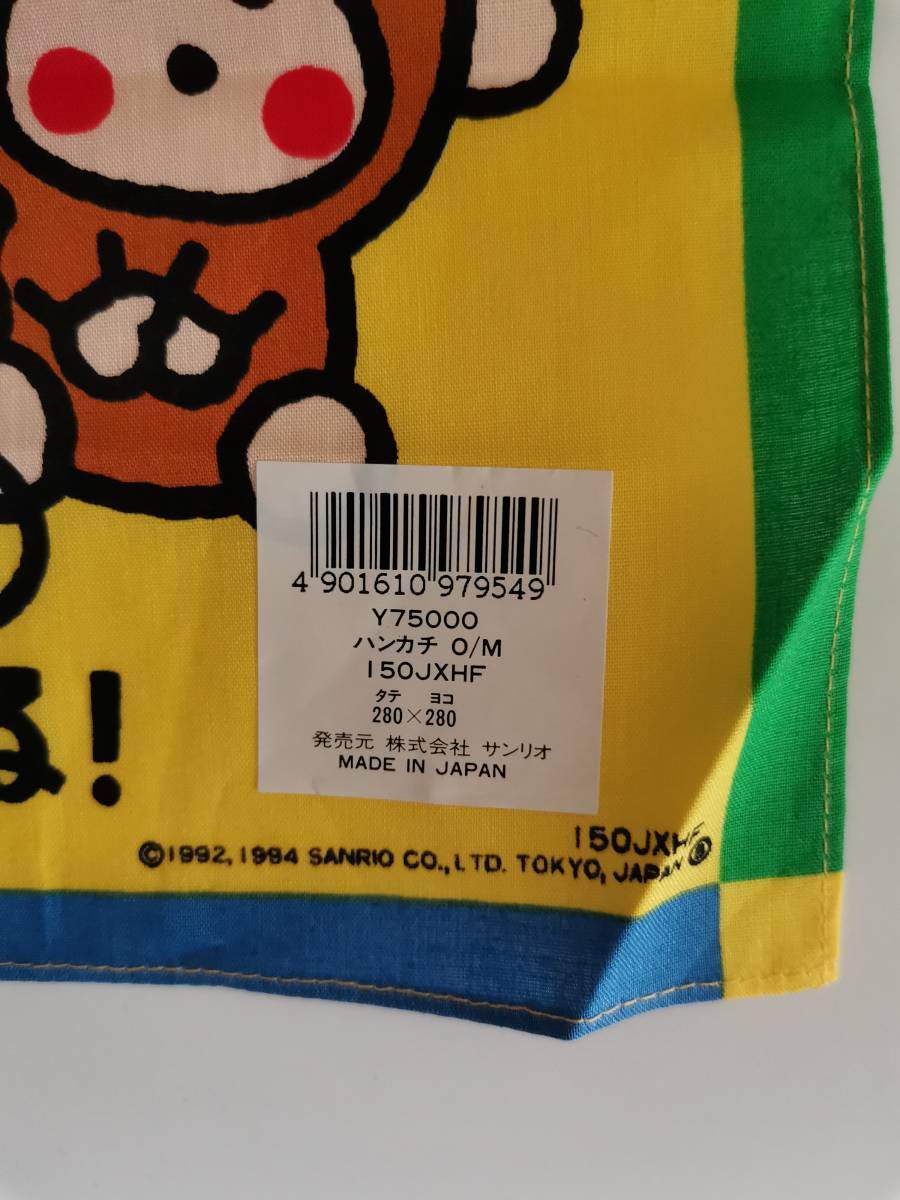 4 901610 979549
Y75000
ハンカチ O/M
150JXHF
タテ ヨコ
280×280
発売元 株式会社 サンリオ
MADE IN JAPAN
!
150JXHF
©1992, 1994 SANRIO CO., LTD. TOKYO, JAPAN